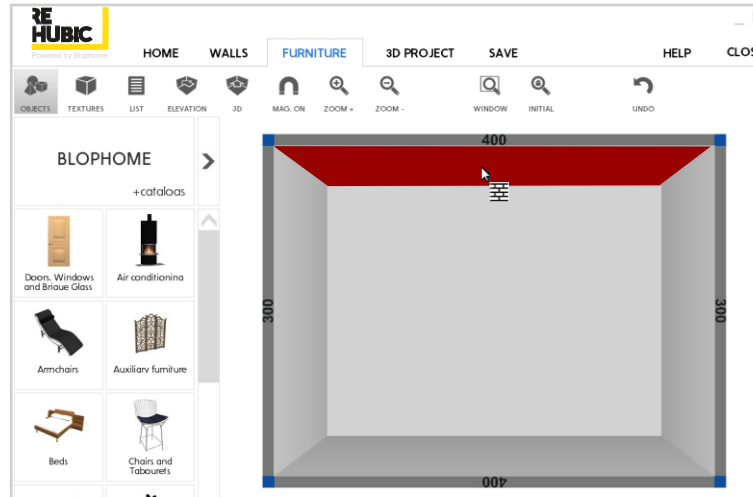 RE
HUBIC
Powered by Blophome
HOME WALLS FURNITURE 3D PROJECT SAVE HELP CLOS
OBJECTS TEXTURES LIST ELEVATION 3D MAG. ON ZOOM + ZOOM - WINDOW INITIAL UNDO
BLOPHOME
+cataloas
Doors. Windows
and Briaue Glass
Air conditionina
Armchairs
Auxiliarv furniture
Beds
Chairs and
Tabourets
400
300
300
400